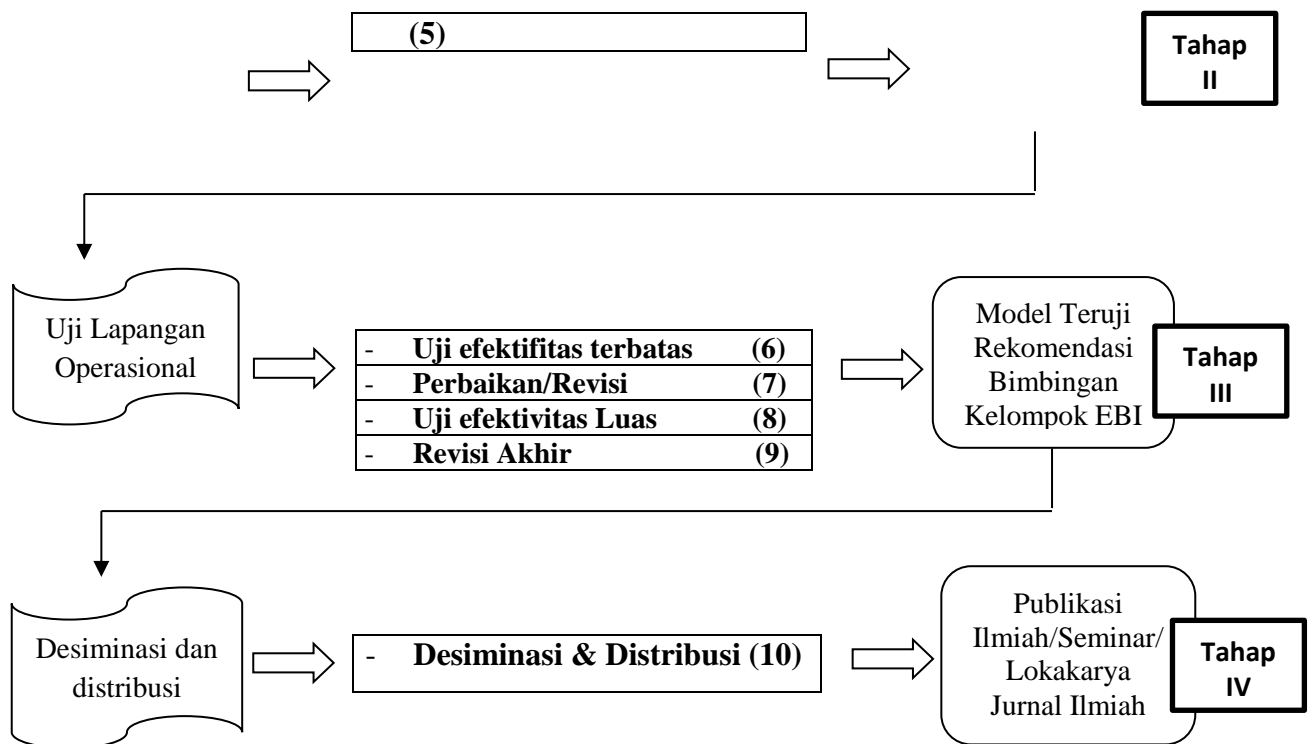 (5)
Tahap
II
Uji Lapangan
Operasional
- Uji efektifitas terbatas (6)
- Perbaikan/Revisi (7)
- Uji efektivitas Luas (8)
- Revisi Akhir (9)
Model Teruji
Rekomendasi
Bimbingan
Kelompok EBI
Tahap
III
Desiminasi dan
distribusi
- Desiminasi & Distribusi (10)
Publikasi
Ilmiah/Seminar/
Lokakarya
Jurnal Ilmiah
Tahap
IV